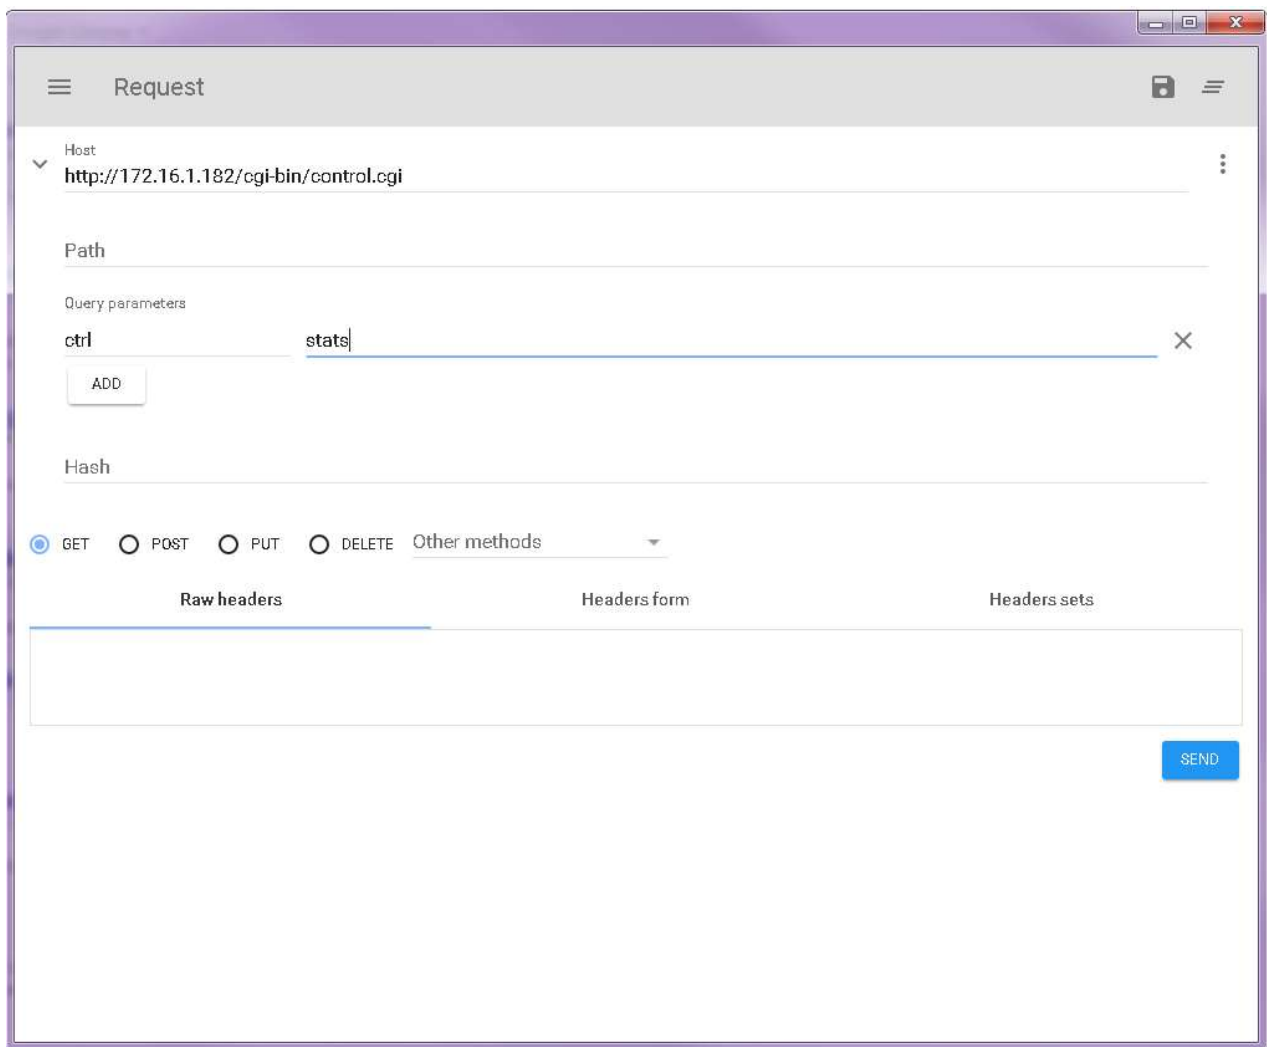 Request
Host
http://172.16.1.182/cgi-bin/control.cgi
Path
Query parameters
ctrl stats
ADD
Hash
GET POST PUT DELETE Other methods
Raw headers Headers form Headers sets
SEND